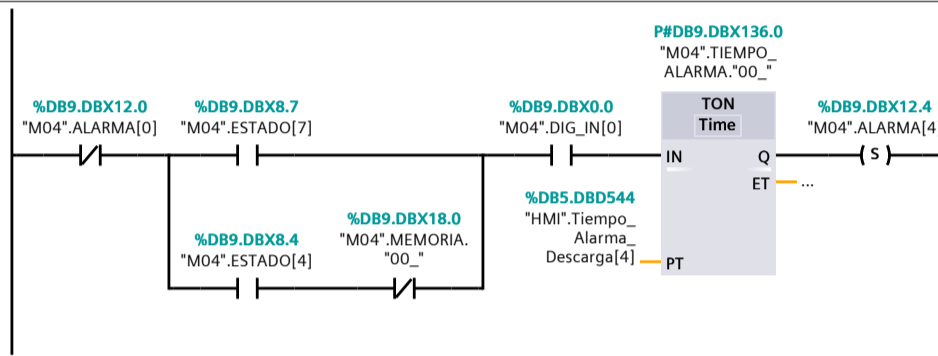 P#DB9.DBX136.0
"M04".TIEMPO_
ALARMA."00_"
%DB9.DBX12.0
"M04".ALARMA[0]
%DB9.DBX8.7
"M04".ESTADO[7]
%DB9.DBX0.0
"M04".DIG_IN[0]
TON
Time
%DB9.DBX12.4
"M04".ALARMA[4
S
IN
Q
ET
...
%DB5.DBD544
"HMI".Tiempo_
Alarma_
Descarga[4]
PT
%DB9.DBX18.0
"M04".MEMORIA.
"00_"
%DB9.DBX8.4
"M04".ESTADO[4]